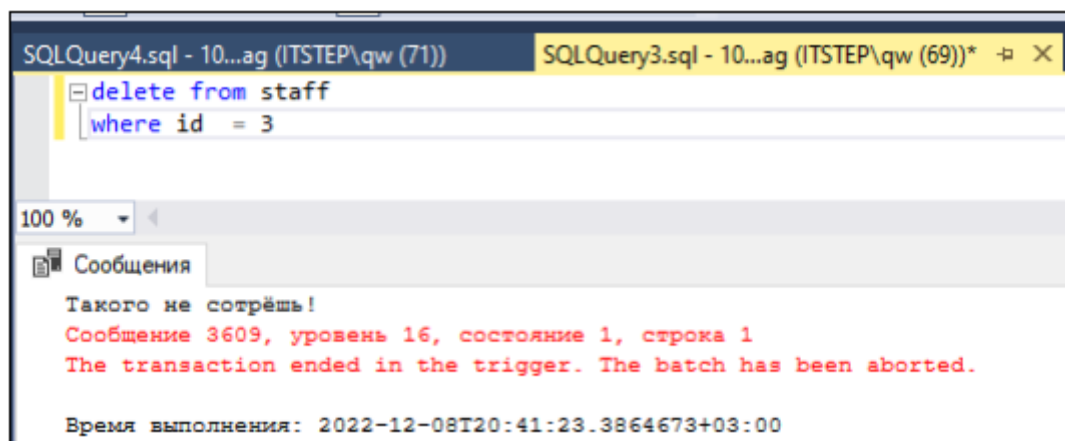 SQLQuery4.sql - 10...ag (ITSTEP\qw (71))
SQLQuery3.sql - 10...ag (ITSTEP\qw (69))*
delete from staff
where id  = 3
100 %
Сообщения
Такого не сотрёшь!
Сообщение 3609, уровень 16, состояние 1, строка 1
The transaction ended in the trigger. The batch has been aborted.
Время выполнения: 2022-12-08T20:41:23.3864673+03:00